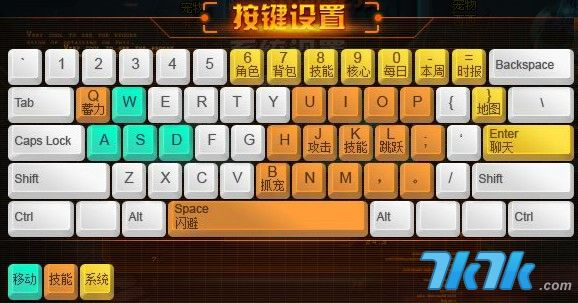 按键设置
` 1 2 3 4 5 6 7 8 9 0 - = Backspace
角色 背包 技能 核心 每日 本周 时报
Tab Q W E R T Y U I O P { } \
蓄力 地图
Caps Lock A S D F G H J K L ; ‘ Enter
攻击 技能 跳跃 聊天
Shift Z X C V B N M , 。 / Shift
抓宠
Ctrl Alt Space Alt Ctrl
闪避
移动 技能 系统
7k7k.com